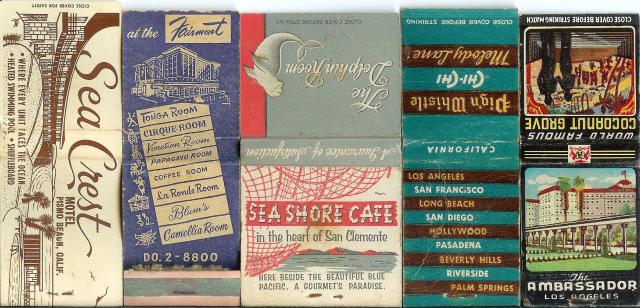 CLOSE COVER FOR SAFETY
Sea Crest
MOTEL
PISMO BEACH, CALIF.
• WHERE EVERY UNIT FACES THE OCEAN
• HEATED SWIMMING POOL • SHUFFLEBOARD
at the Fairmont
TONGA ROOM
CIRQUE ROOM
Venetian Room
PAPAGAYO ROOM
COFFEE ROOM
La Ronde Room
Blum's
Camellia Room
DO. 2-8800
CLOSE COVER BEFORE STRIKING
The
Dolphin Room
A Guarantee of Satisfaction
SEA SHORE CAFE
in the heart of San Clemente
HERE BESIDE THE BEAUTIFUL BLUE
PACIFIC, A GOURMET'S PARADISE.
CLOSE COVER BEFORE STRIKING
Melody Lane
CHI-CHI
Pig'n Whistle
CALIFORNIA
LOS ANGELES
SAN FRANCISCO
LONG BEACH
SAN DIEGO
HOLLYWOOD
PASADENA
BEVERLY HILLS
RIVERSIDE
PALM SPRINGS
CLOSE COVER BEFORE STRIKING MATCH
WORLD FAMOUS
COCOANUT GROVE
The
AMBASSADOR
LOS ANGELES